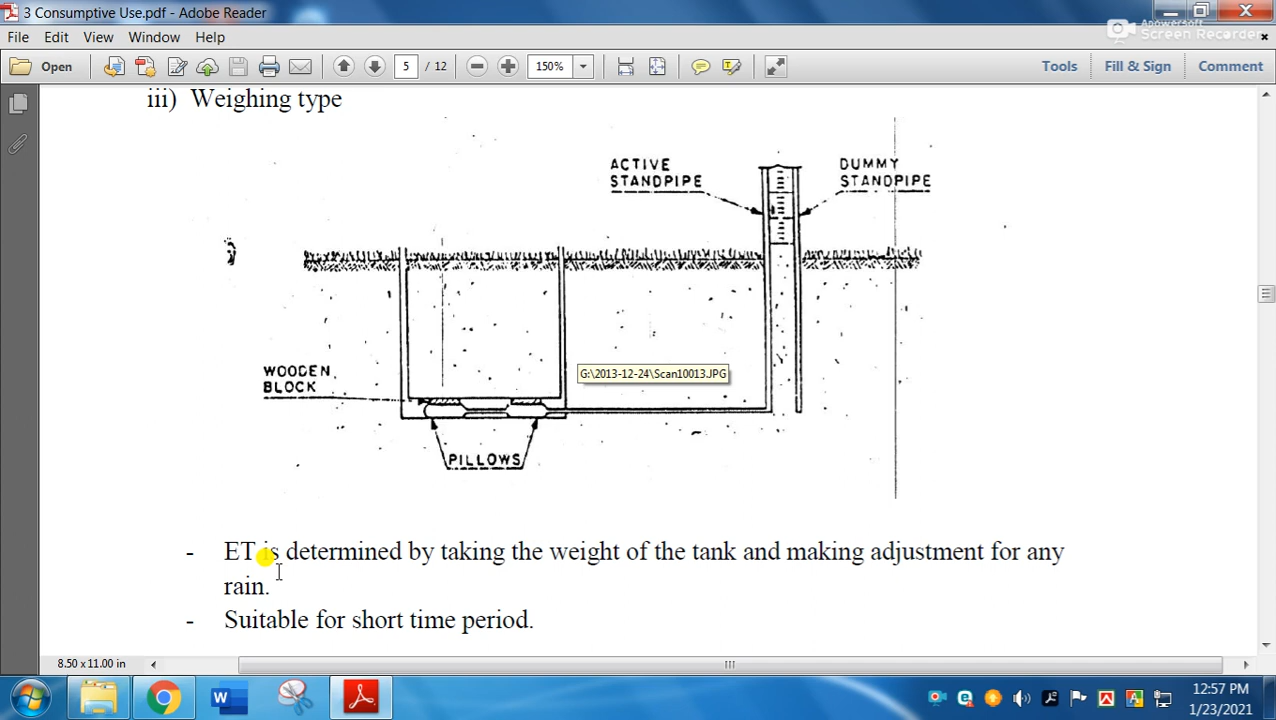 3 Consumptive Use.pdf - Adobe Reader
Apowersoft
Screen Recorder
File Edit View Window Help
Open 5 / 12 150% Tools Fill & Sign Comment
iii) Weighing type
ACTIVE
STANDPIPE
DUMMY
STANDPIPE
WOODEN
BLOCK
G:\2013-12-24\Scan10013.JPG
PILLOWS
- ET is determined by taking the weight of the tank and making adjustment for any
rain.
- Suitable for short time period.
8.50 x 11.00 in
12:57 PM
1/23/2021